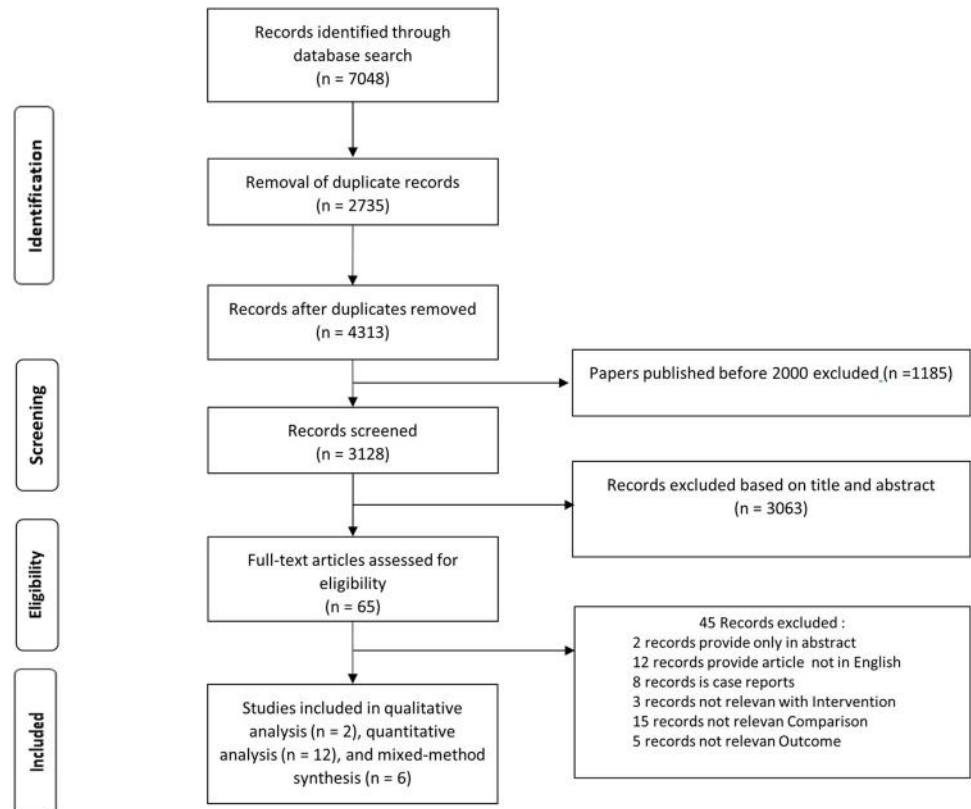 Records identified through
database search
(n = 7048)
Identification
Removal of duplicate records
(n = 2735)
Records after duplicates removed
(n = 4313)
Papers published before 2000 excluded (n =1185)
Screening
Records screened
(n = 3128)
Records excluded based on title and abstract
(n = 3063)
Eligibility
Full-text articles assessed for
eligibility
(n = 65)
45 Records excluded :
2 records provide only in abstract
12 records provide article not in English
8 records is case reports
3 records not relevan with Intervention
15 records not relevan Comparison
5 records not relevan Outcome
Included
Studies included in qualitative
analysis (n = 2), quantitative
analysis (n = 12), and mixed-method
synthesis (n = 6)